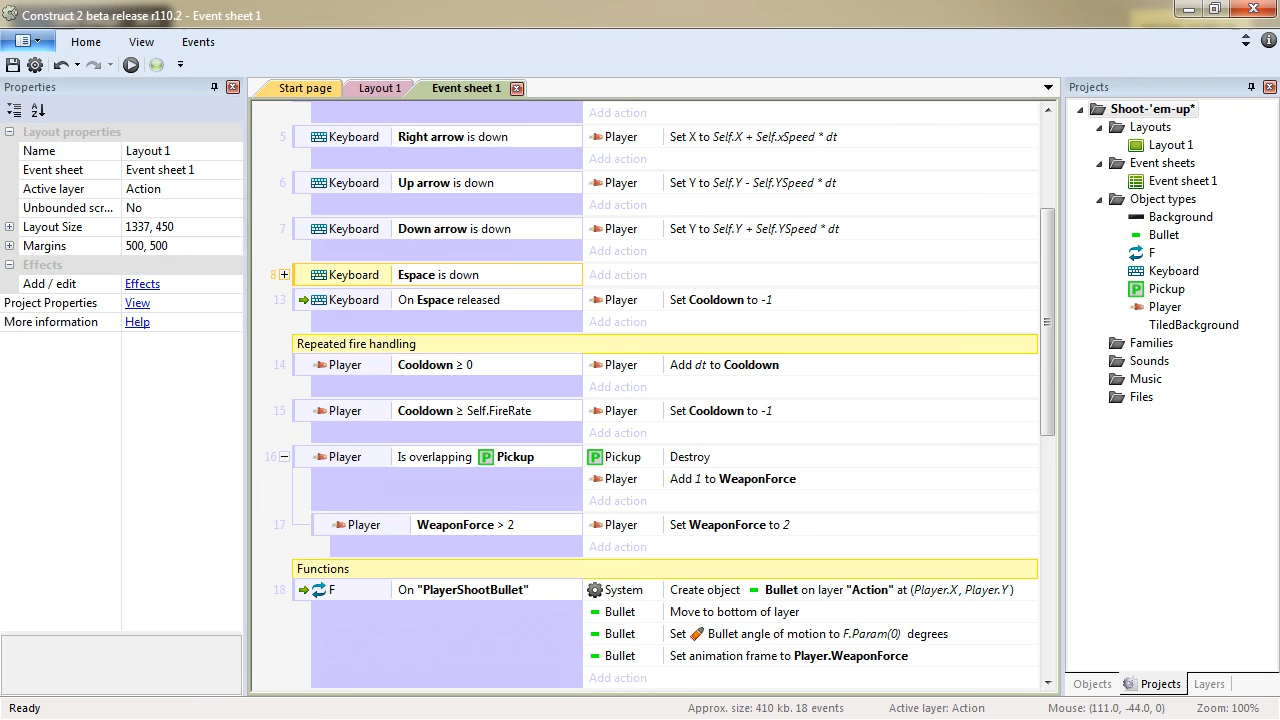 Construct 2 beta release r110.2 - Event sheet 1
Home View Events
Properties
Layout properties
Name Layout 1
Event sheet Event sheet 1
Active layer Action
Unbounded scr... No
Layout Size 1337, 450
Margins 500, 500
Effects
Add / edit Effects
Project Properties View
More information Help
Start page Layout 1 Event sheet 1
Add action
5 Keyboard Right arrow is down Player Set X to Self.X + Self.xSpeed * dt
Add action
6 Keyboard Up arrow is down Player Set Y to Self.Y - Self.YSpeed * dt
Add action
7 Keyboard Down arrow is down Player Set Y to Self.Y + Self.YSpeed * dt
Add action
8 Keyboard Espace is down Add action
13 Keyboard On Espace released Player Set Cooldown to -1
Add action
Repeated fire handling
14 Player Cooldown ≥ 0 Player Add dt to Cooldown
Add action
15 Player Cooldown ≥ Self.FireRate Player Set Cooldown to -1
Add action
16 Player Is overlapping P Pickup P Pickup Destroy
Player Add 1 to WeaponForce
Add action
17 Player WeaponForce > 2 Player Set WeaponForce to 2
Add action
Functions
18 F On "PlayerShootBullet" System Create object Bullet on layer "Action" at (Player.X, Player.Y)
Bullet Move to bottom of layer
Bullet Set Bullet angle of motion to F.Param(0) degrees
Bullet Set animation frame to Player.WeaponForce
Add action
Projects
Shoot-'em-up*
Layouts
Layout 1
Event sheets
Event sheet 1
Object types
Background
Bullet
F
Keyboard
P Pickup
Player
TiledBackground
Families
Sounds
Music
Files
Objects Projects Layers
Ready Approx. size: 410 kb. 18 events Active layer: Action Mouse: (111.0, -44.0, 0) Zoom: 100%